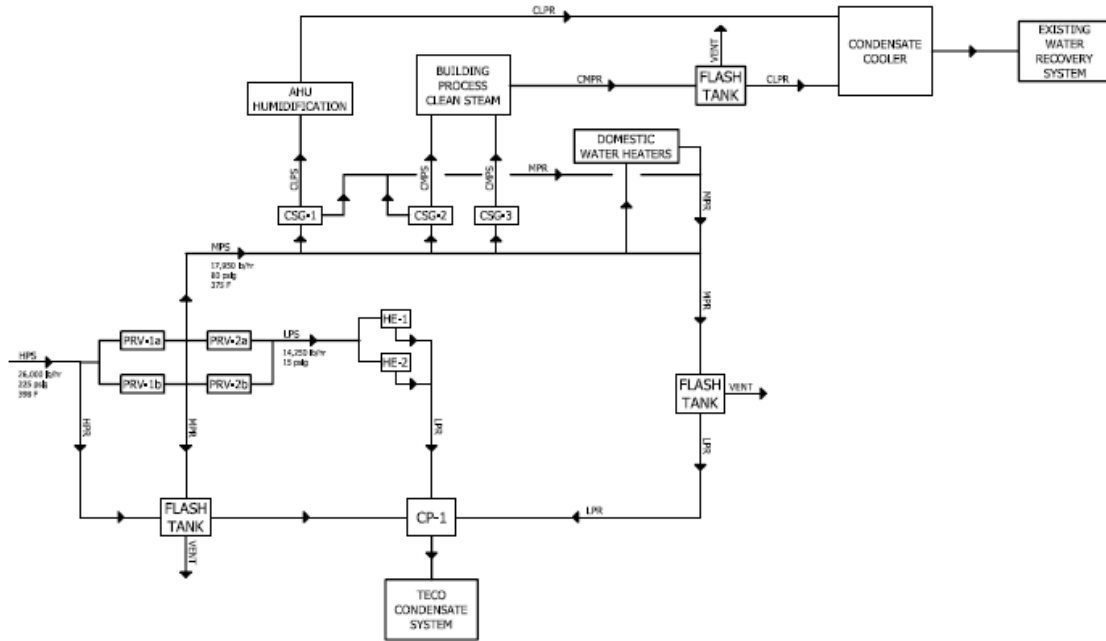 CLPR
EXISTING
WATER
RECOVERY
SYSTEM
CONDENSATE
COOLER
VENT
BUILDING
PROCESS
CLEAN STEAM
CMPR
FLASH
TANK
CLPR
AHU
HUMIDIFICATION
DOMESTIC
WATER HEATERS
CLPS
CMPS
CMPS
MPR
CSG-1
CSG-2
CSG-3
MPR
MPS
17,950 lb/hr
80 psig
375 F
MPR
HPS
26,000 lb/hr
225 psig
398 F
PRV-1a
PRV-2a
PRV-1b
PRV-2b
LPS
14,250 lb/hr
15 psig
HE-1
HE-2
FLASH
TANK
VENT
HPR
MPR
LPR
LPR
FLASH
TANK
VENT
CP-1
LPR
TECO
CONDENSATE
SYSTEM